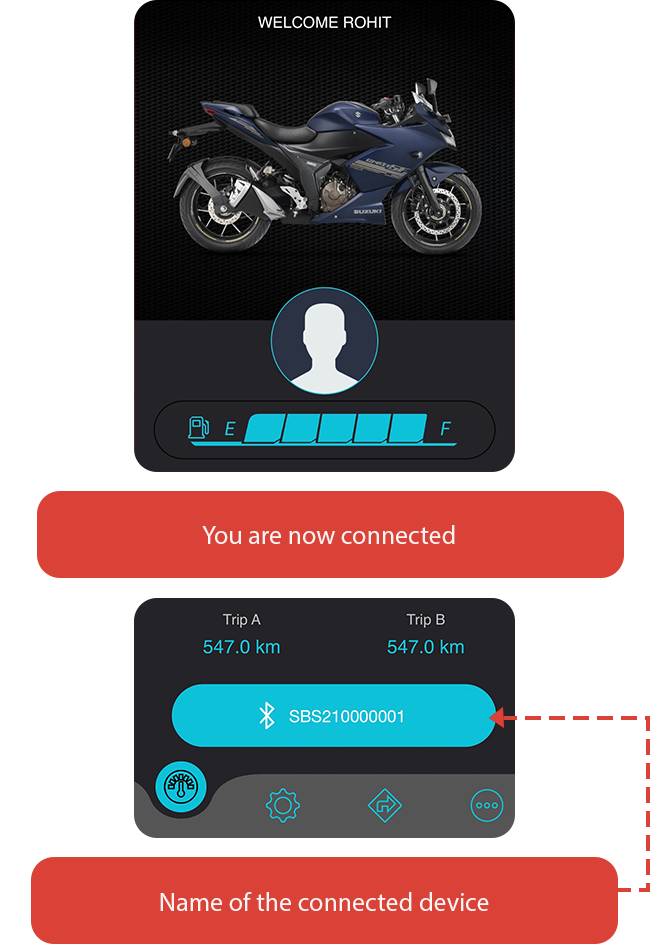 WELCOME ROHIT
SUZUKI
E
F
You are now connected
Trip A
Trip B
547.0 km
547.0 km
SBS210000001
Name of the connected device